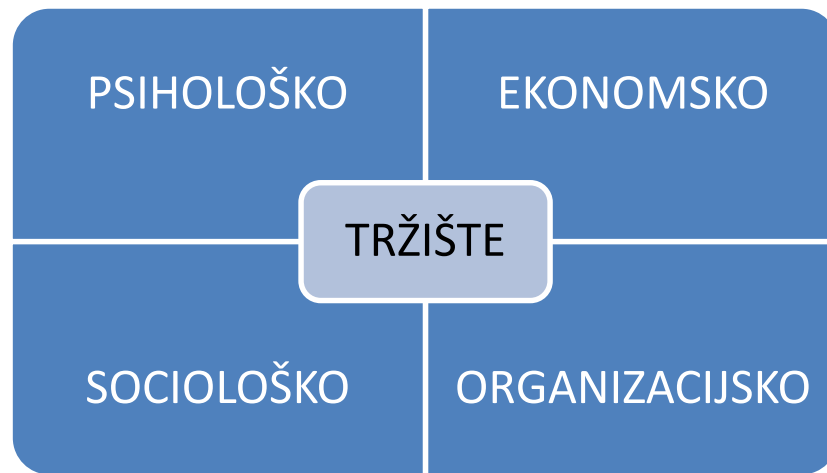 PSIHOLOŠKO
EKONOMSKO
TRŽIŠTE
SOCIOLOŠKO
ORGANIZACIJSKO